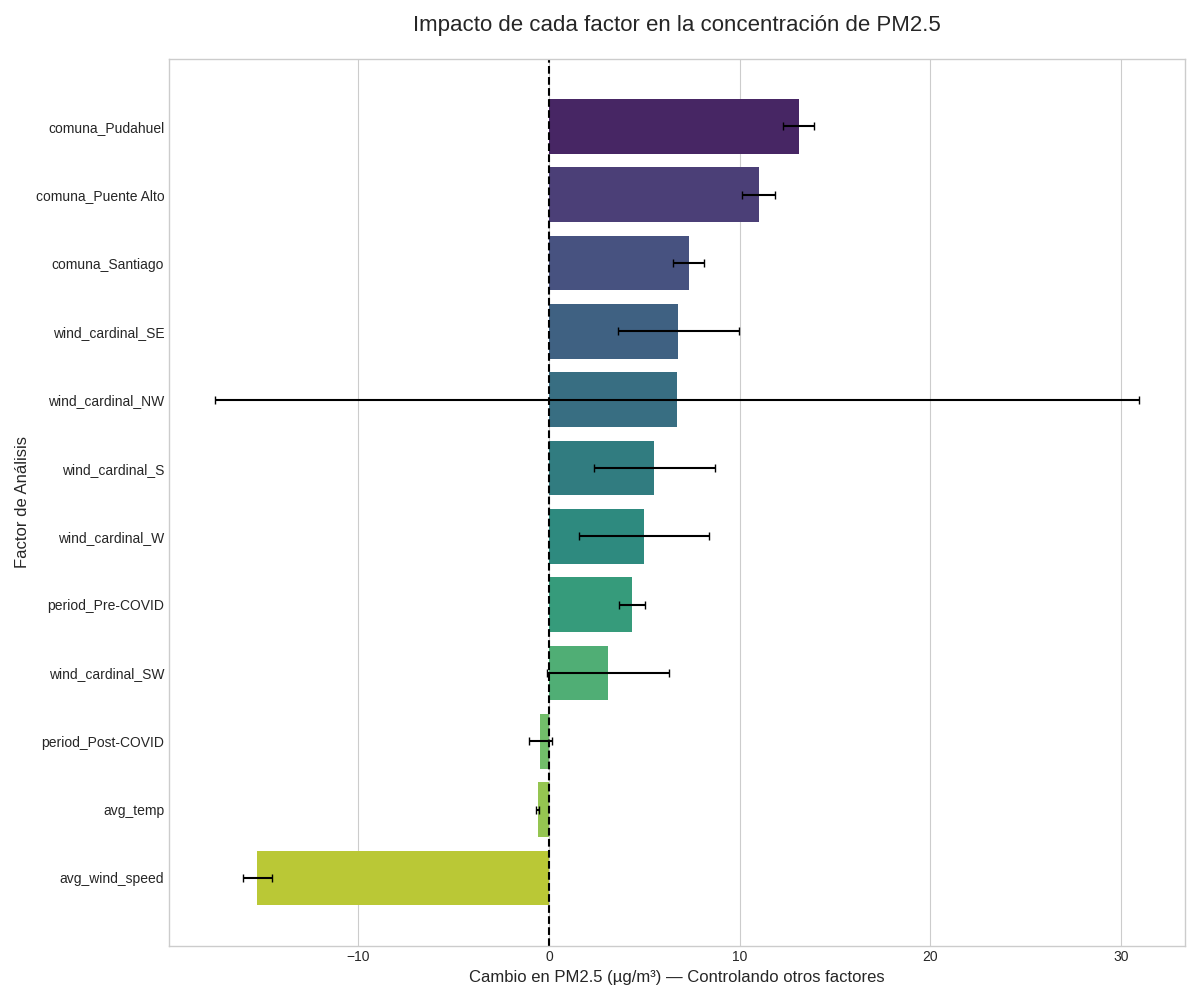 Impacto de cada factor en la concentración de PM2.5
Factor de Análisis
comuna_Pudahuel
comuna_Puente Alto
comuna_Santiago
wind_cardinal_SE
wind_cardinal_NW
wind_cardinal_S
wind_cardinal_W
period_Pre-COVID
wind_cardinal_SW
period_Post-COVID
avg_temp
avg_wind_speed
−10 0 10 20 30
Cambio en PM2.5 (µg/m³) — Controlando otros factores